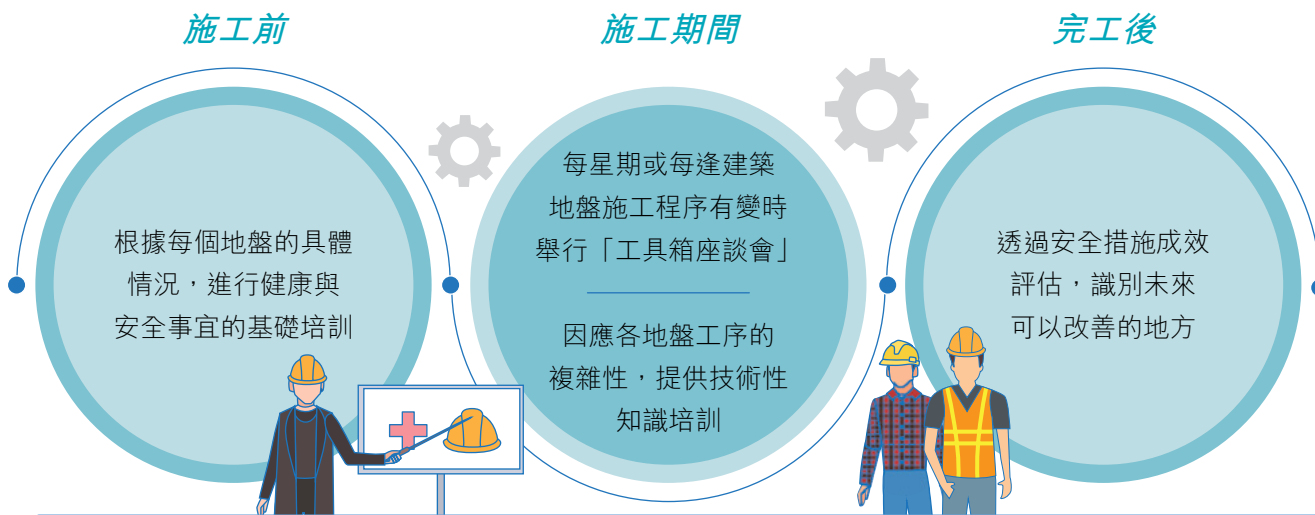 施工前
根據每個地盤的具體
情況，進行健康與
安全事宜的基礎培訓
施工期間
每星期或每逢建築
地盤施工程序有變時
舉行「工具箱座談會」
因應各地盤工序的
複雜性，提供技術性
知識培訓
完工後
透過安全措施成效
評估，識別未來
可以改善的地方